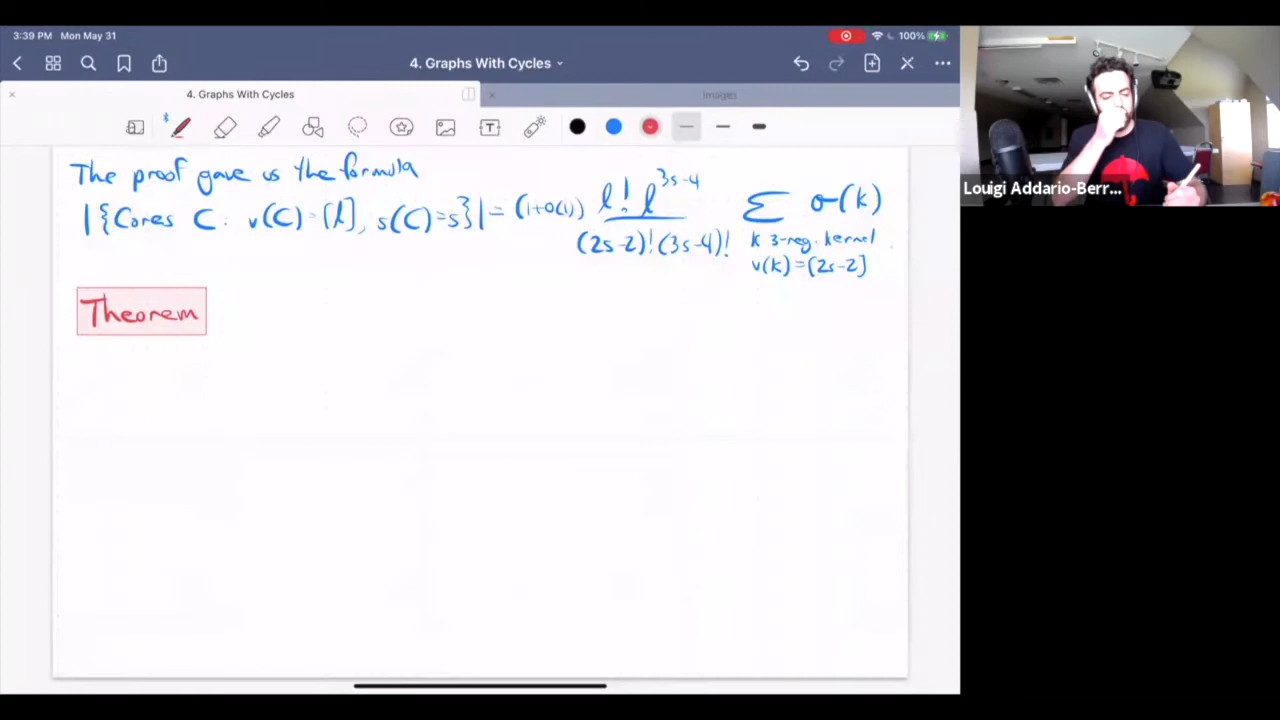 3:39 PM Mon May 31
100%
4. Graphs With Cycles
4. Graphs With Cycles
Images
The proof gave us the formula
|{Cores C: v(C)=[l], s(C)=s}| = (1+o(1)) l! l^{3s-4} / (2s-2)!(3s-4)! Σ σ(k)
k 3-reg. kernel
v(k)=[2s-2]
Theorem
Louigi Addario-Berr...